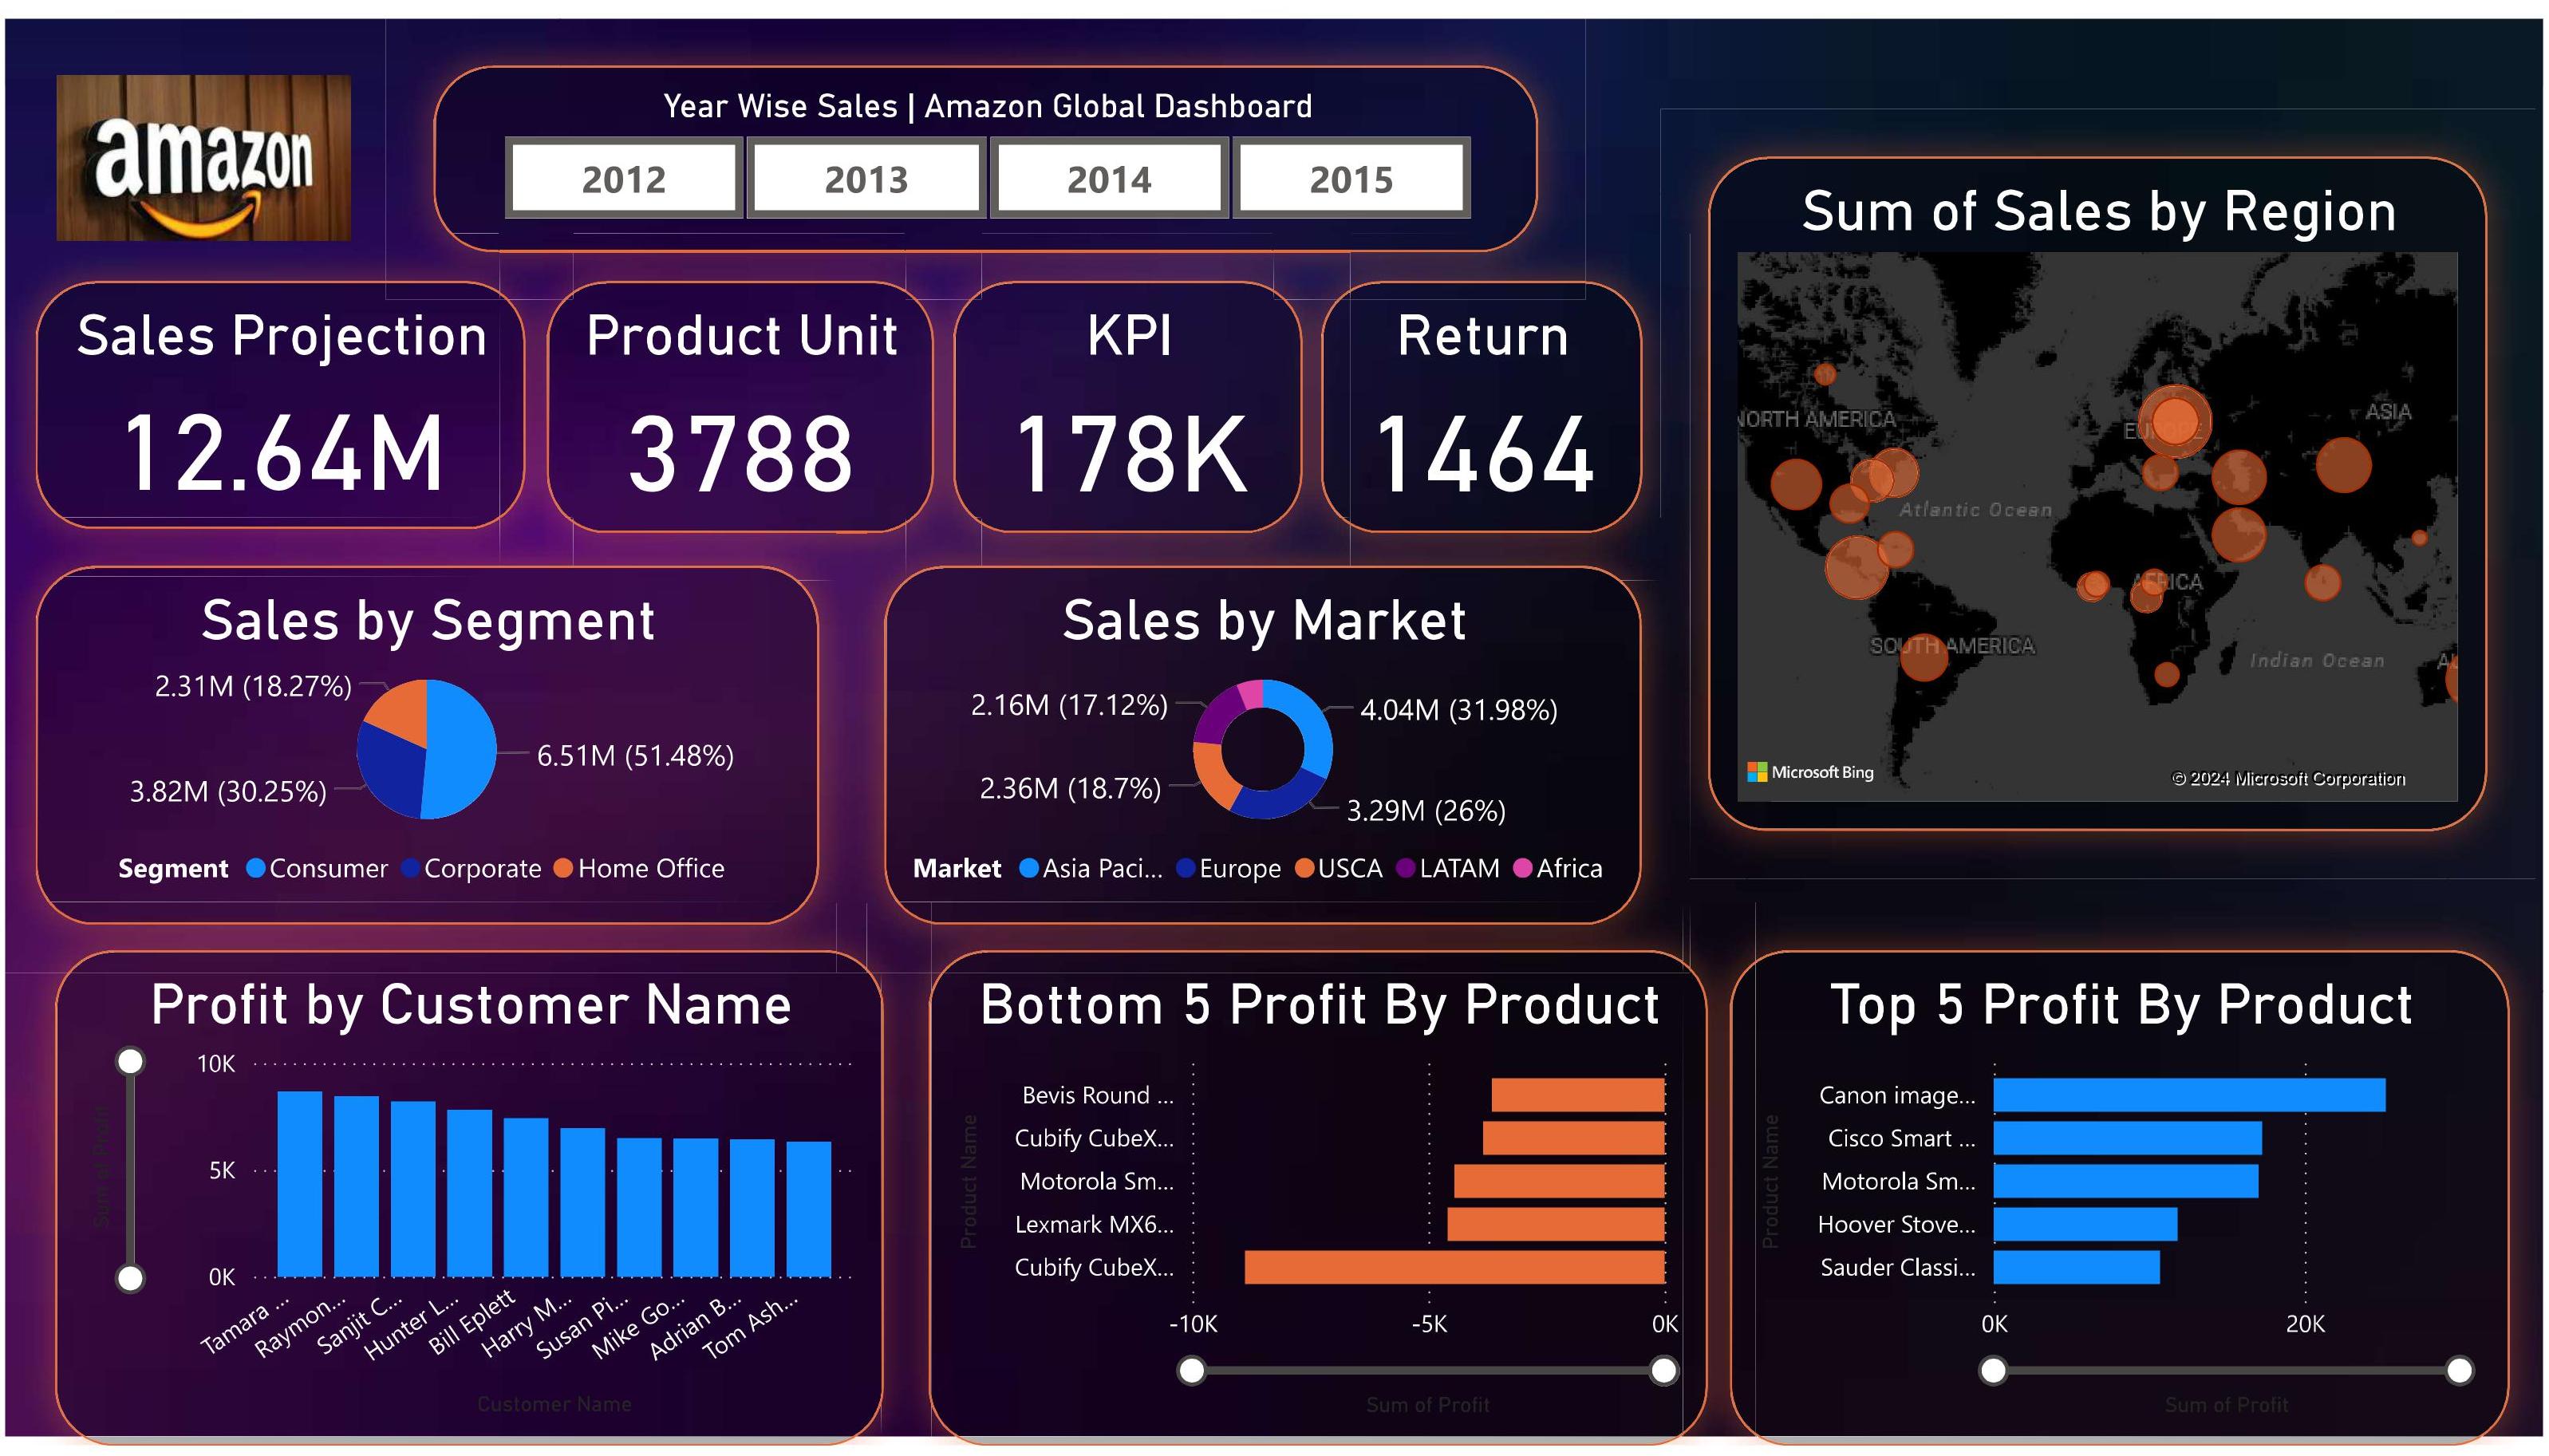 amazon
Year Wise Sales | Amazon Global Dashboard
2012 2013 2014 2015
Sales Projection
12.64M
Product Unit
3788
KPI
178K
Return
1464
Sum of Sales by Region
NORTH AMERICA
EUROPE
ASIA
Atlantic Ocean
AFRICA
SOUTH AMERICA
Indian Ocean
AU
Microsoft Bing
© 2024 Microsoft Corporation
Sales by Segment
2.31M (18.27%)
6.51M (51.48%)
3.82M (30.25%)
Segment Consumer Corporate Home Office
Sales by Market
2.16M (17.12%)
4.04M (31.98%)
2.36M (18.7%)
3.29M (26%)
Market Asia Paci... Europe USCA LATAM Africa
Profit by Customer Name
Sum of Profit
10K
5K
0K
Tamara ...
Raymon...
Sanjit C...
Hunter L...
Bill Eplett
Harry M...
Susan Pi...
Mike Go...
Adrian B...
Tom Ash...
Customer Name
Bottom 5 Profit By Product
Product Name
Bevis Round ...
Cubify CubeX...
Motorola Sm...
Lexmark MX6...
Cubify CubeX...
-10K -5K 0K
Sum of Profit
Top 5 Profit By Product
Product Name
Canon image...
Cisco Smart ...
Motorola Sm...
Hoover Stove...
Sauder Classi...
0K 20K
Sum of Profit